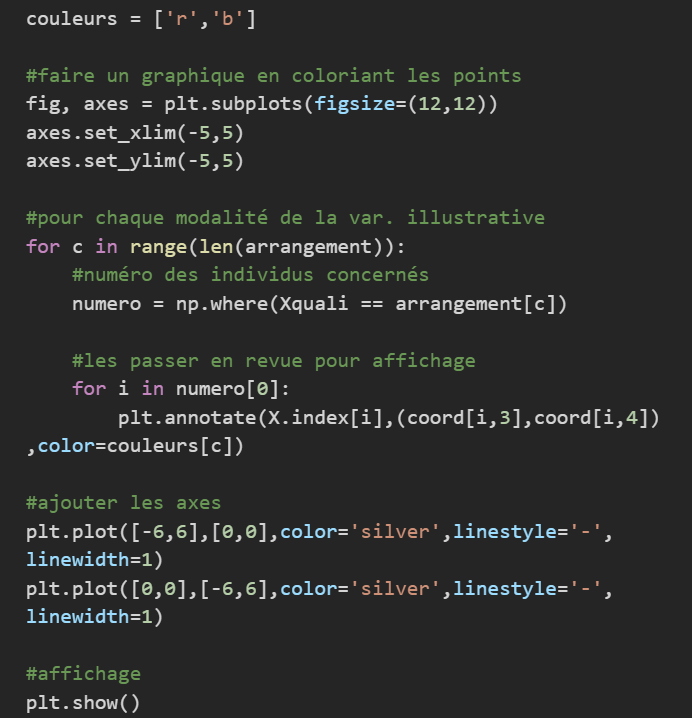 couleurs = ['r','b']
#faire un graphique en coloriant les points
fig, axes = plt.subplots(figsize=(12,12))
axes.set_xlim(-5,5)
axes.set_ylim(-5,5)
#pour chaque modalité de la var. illustrative
for c in range(len(arrangement)):
    #numéro des individus concernés
    numero = np.where(Xquali == arrangement[c])
    #les passer en revue pour affichage
    for i in numero[0]:
        plt.annotate(X.index[i],(coord[i,3],coord[i,4])
,color=couleurs[c])
#ajouter les axes
plt.plot([-6,6],[0,0],color='silver',linestyle='-',
linewidth=1)
plt.plot([0,0],[-6,6],color='silver',linestyle='-',
linewidth=1)
#affichage
plt.show()